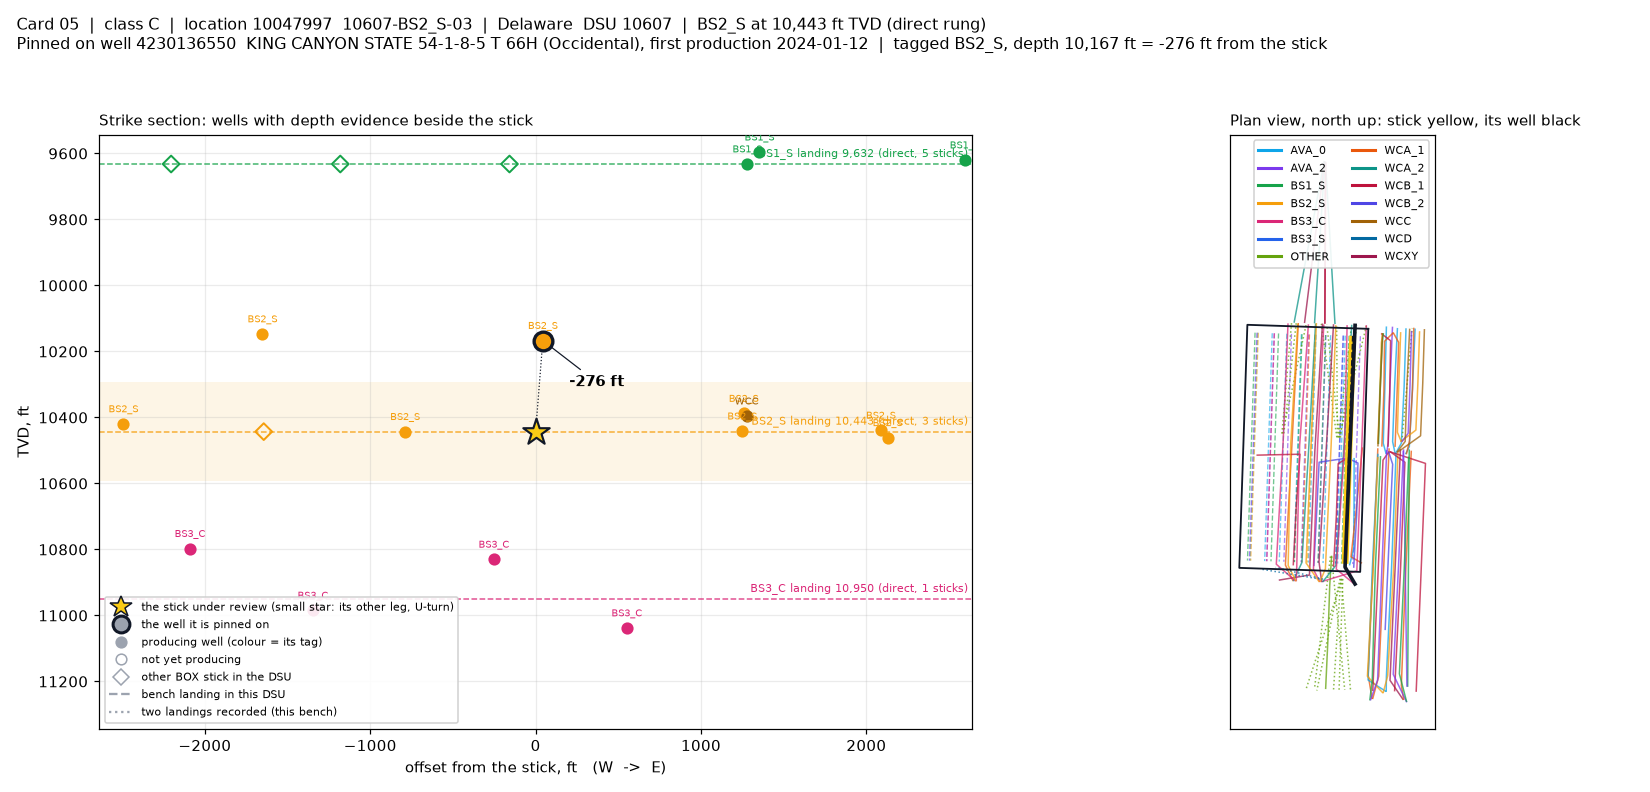 Card 05  |  class C  |  location 10047997  10607-BS2_S-03  |  Delaware  DSU 10607  |  BS2_S at 10,443 ft TVD (direct rung)
Pinned on well 4230136550  KING CANYON STATE 54-1-8-5 T 66H (Occidental), first production 2024-01-12  |  tagged BS2_S, depth 10,167 ft = -276 ft from the stick
Strike section: wells with depth evidence beside the stick
BS1_S
BS1_
BS1_S landing 9,632 (direct, 5 sticks)
BS1_
BS2_S
BS2_S
-276 ft
BS2_S
BS2_S
BS2_S
WCC
BS2_S landing 10,443 (direct, 3 sticks)
BS2_S
BS3_C
BS3_C
BS3_C landing 10,950 (direct, 1 sticks)
BS3_C
BS3_C
the stick under review (small star: its other leg, U-turn)
the well it is pinned on
producing well (colour = its tag)
not yet producing
other BOX stick in the DSU
bench landing in this DSU
two landings recorded (this bench)
9600
9800
10000
10200
10400
10600
10800
11000
11200
TVD, ft
−2000
−1000
0
1000
2000
offset from the stick, ft   (W  ->  E)
Plan view, north up: stick yellow, its well black
AVA_0
AVA_2
BS1_S
BS2_S
BS3_C
BS3_S
OTHER
WCA_1
WCA_2
WCB_1
WCB_2
WCC
WCD
WCXY